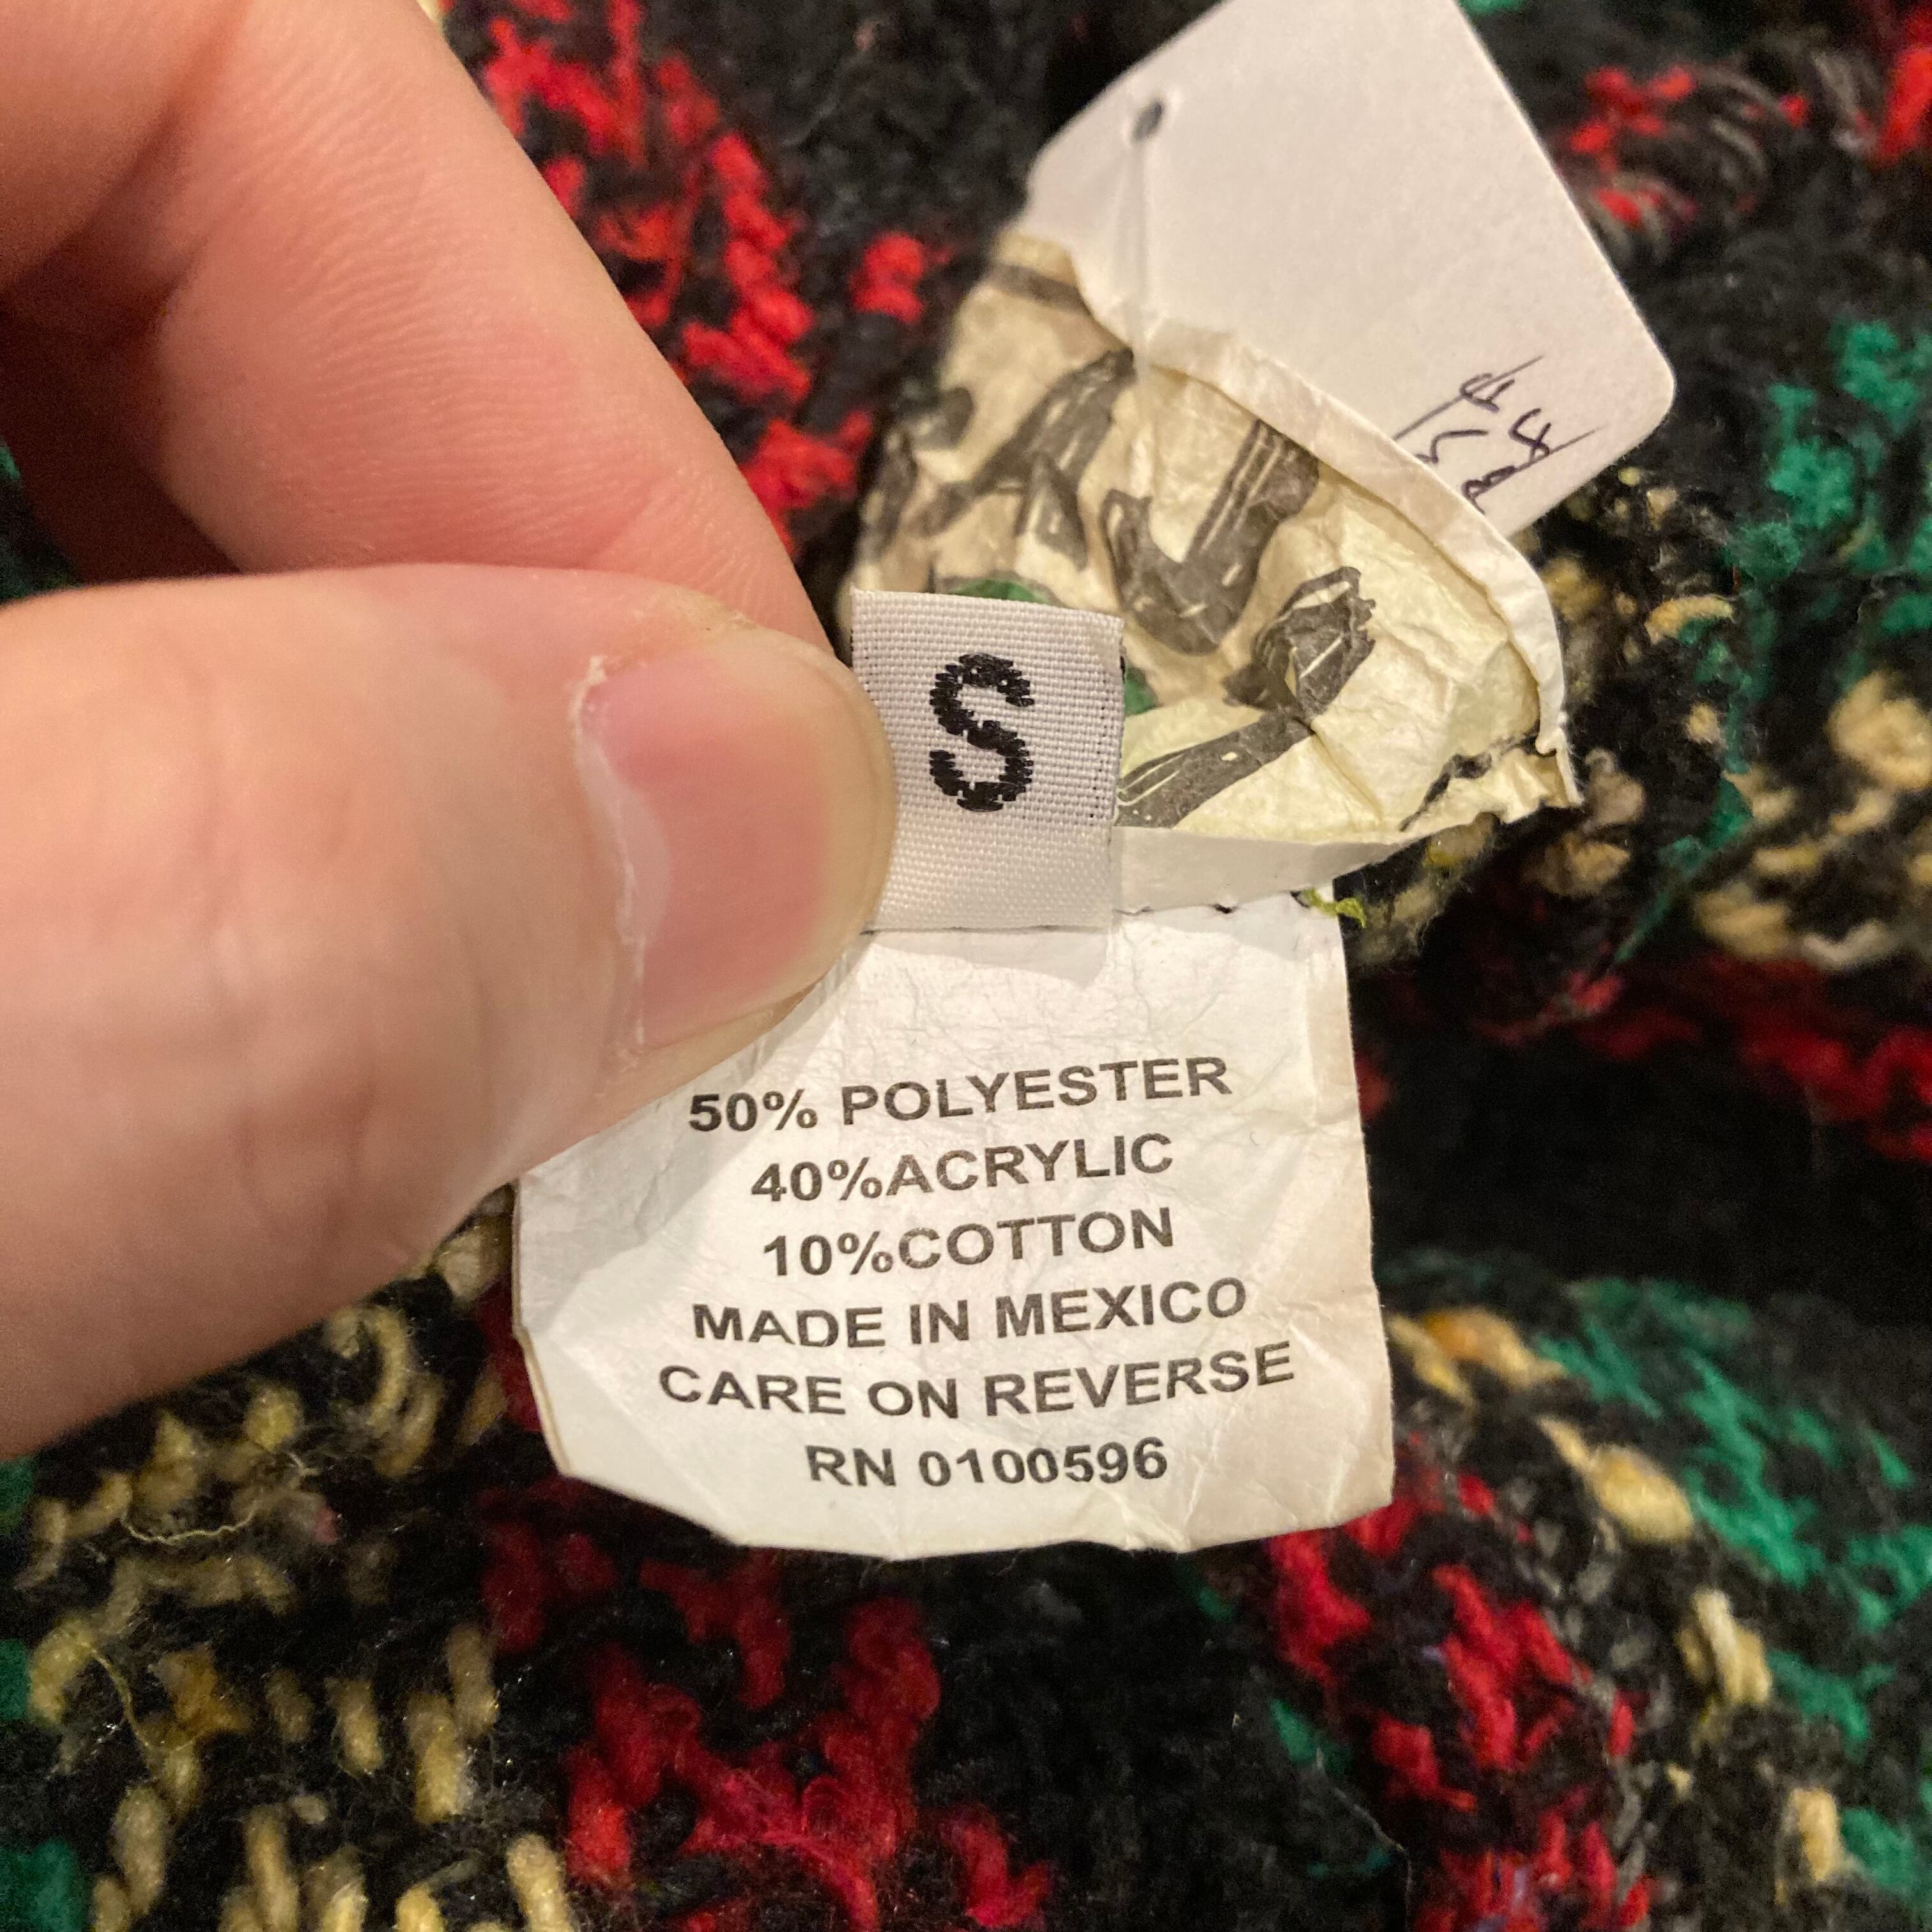 S
50% POLYESTER
40%ACRYLIC
10%COTTON
MADE IN MEXICO
CARE ON REVERSE
RN 0100596